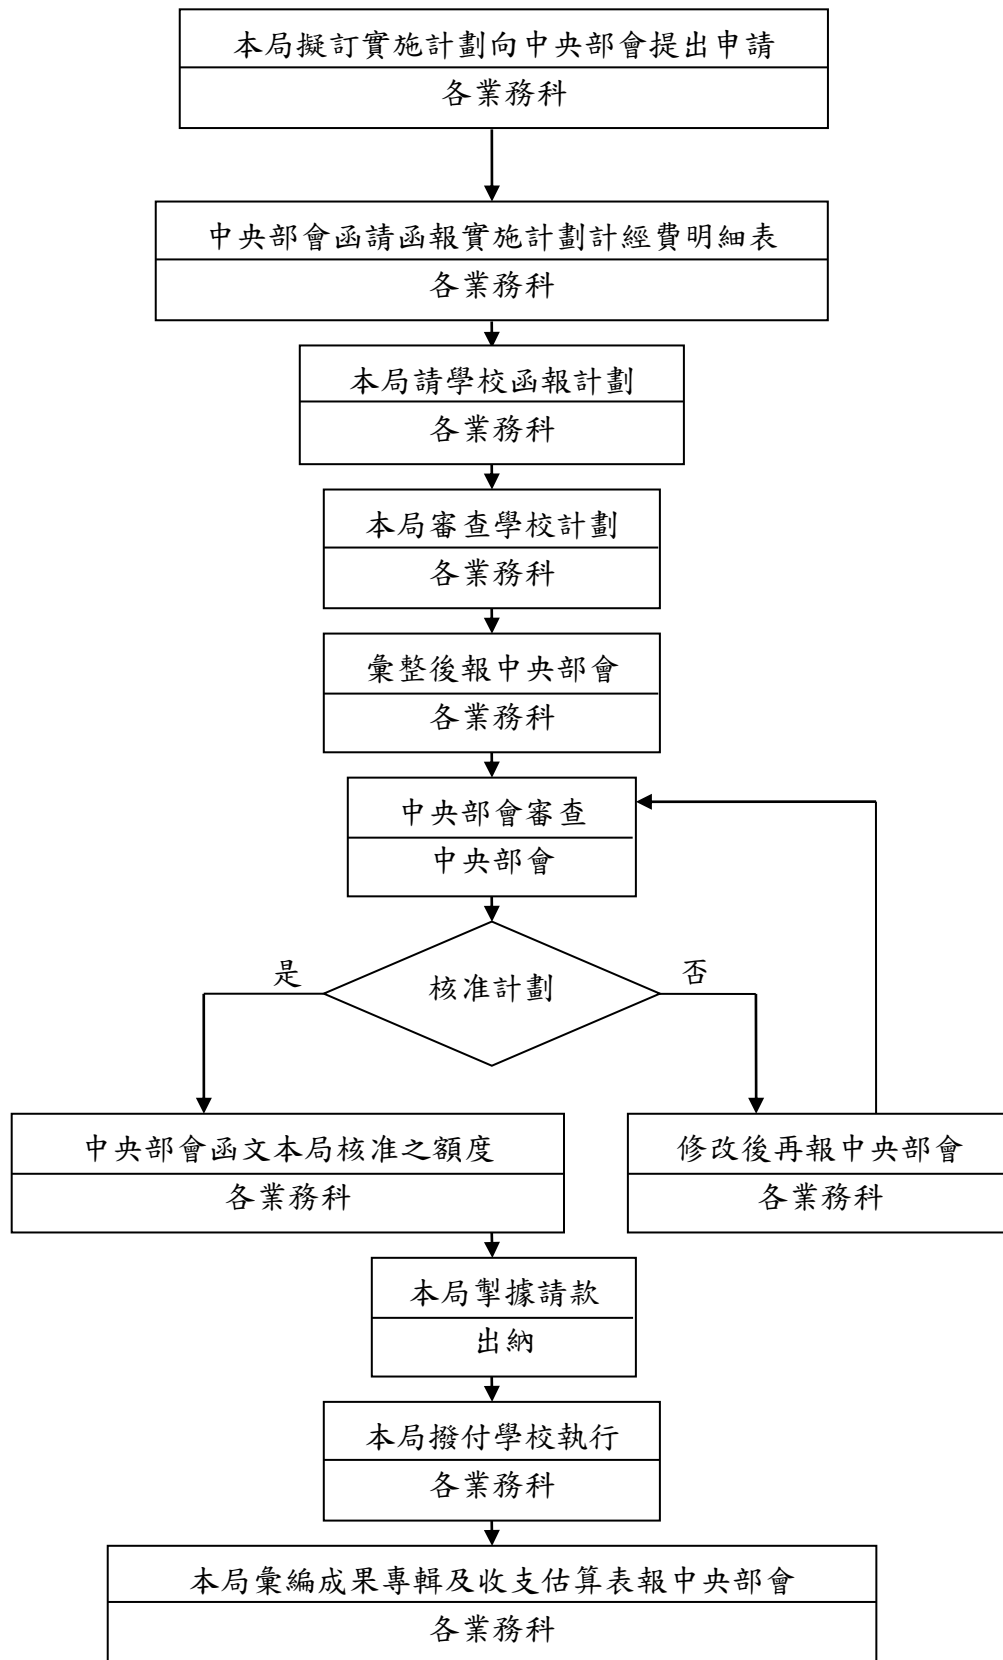 本局擬訂實施計劃向中央部會提出申請
各業務科
中央部會函請函報實施計劃計經費明細表
各業務科
本局請學校函報計劃
各業務科
本局審查學校計劃
各業務科
彙整後報中央部會
各業務科
中央部會審查
中央部會
是
核准計劃
否
中央部會函文本局核准之額度
各業務科
修改後再報中央部會
各業務科
本局掣據請款
出納
本局撥付學校執行
各業務科
本局彙編成果專輯及收支估算表報中央部會
各業務科